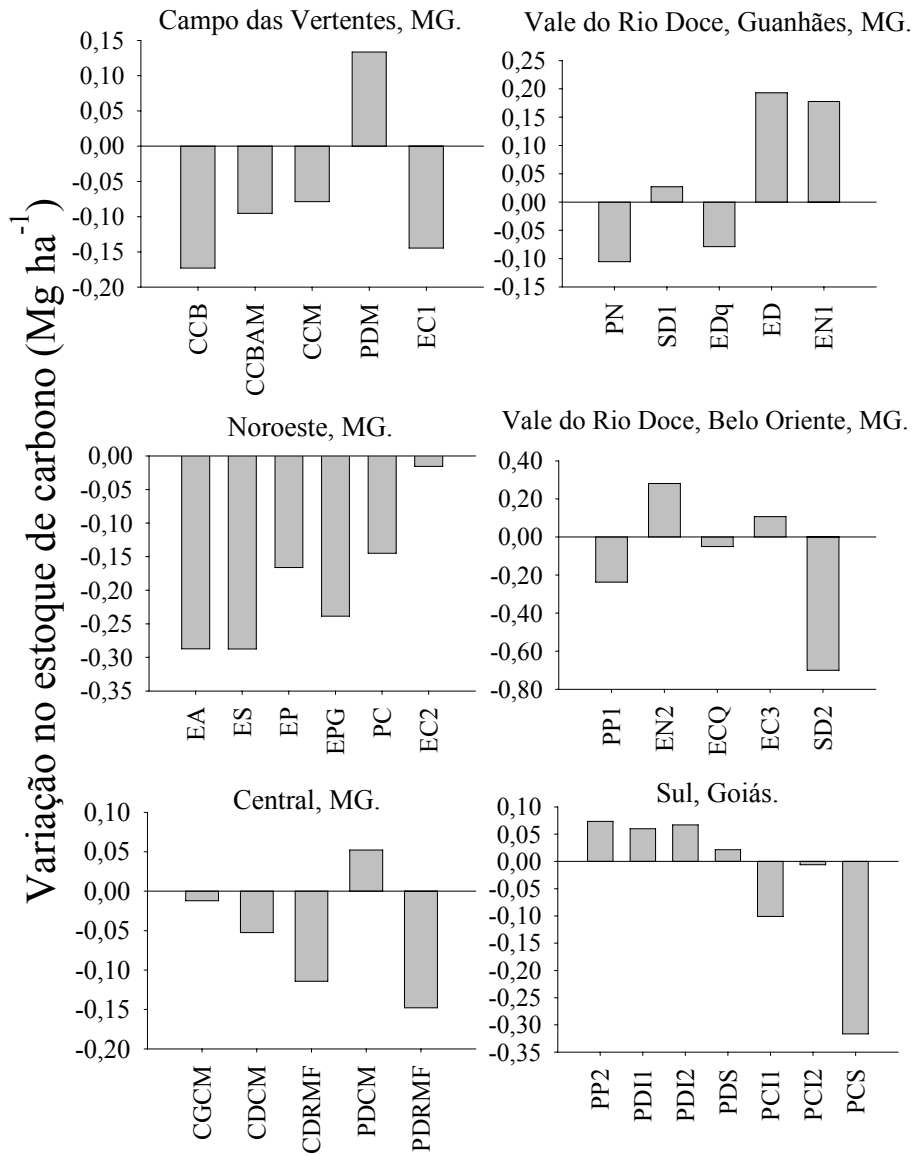 Variação no estoque de carbono (Mg ha⁻¹)
Campo das Vertentes, MG.
0,15
0,10
0,05
0,00
-0,05
-0,10
-0,15
-0,20
CCB
CCBAM
CCM
PDM
EC1
Vale do Rio Doce, Guanhães, MG.
0,25
0,20
0,15
0,10
0,05
0,00
-0,05
-0,10
-0,15
PN
SD1
EDq
ED
EN1
Noroeste, MG.
0,00
-0,05
-0,10
-0,15
-0,20
-0,25
-0,30
-0,35
EA
ES
EP
EPG
PC
EC2
Vale do Rio Doce, Belo Oriente, MG.
0,40
0,20
0,00
-0,20
-0,40
-0,60
-0,80
PP1
EN2
ECQ
EC3
SD2
Central, MG.
0,10
0,05
0,00
-0,05
-0,10
-0,15
-0,20
CGCM
CDCM
CDRMF
PDCM
PDRMF
Sul, Goiás.
0,10
0,05
0,00
-0,05
-0,10
-0,15
-0,20
-0,25
-0,30
-0,35
PP2
PDI1
PDI2
PDS
PCI1
PCI2
PCS